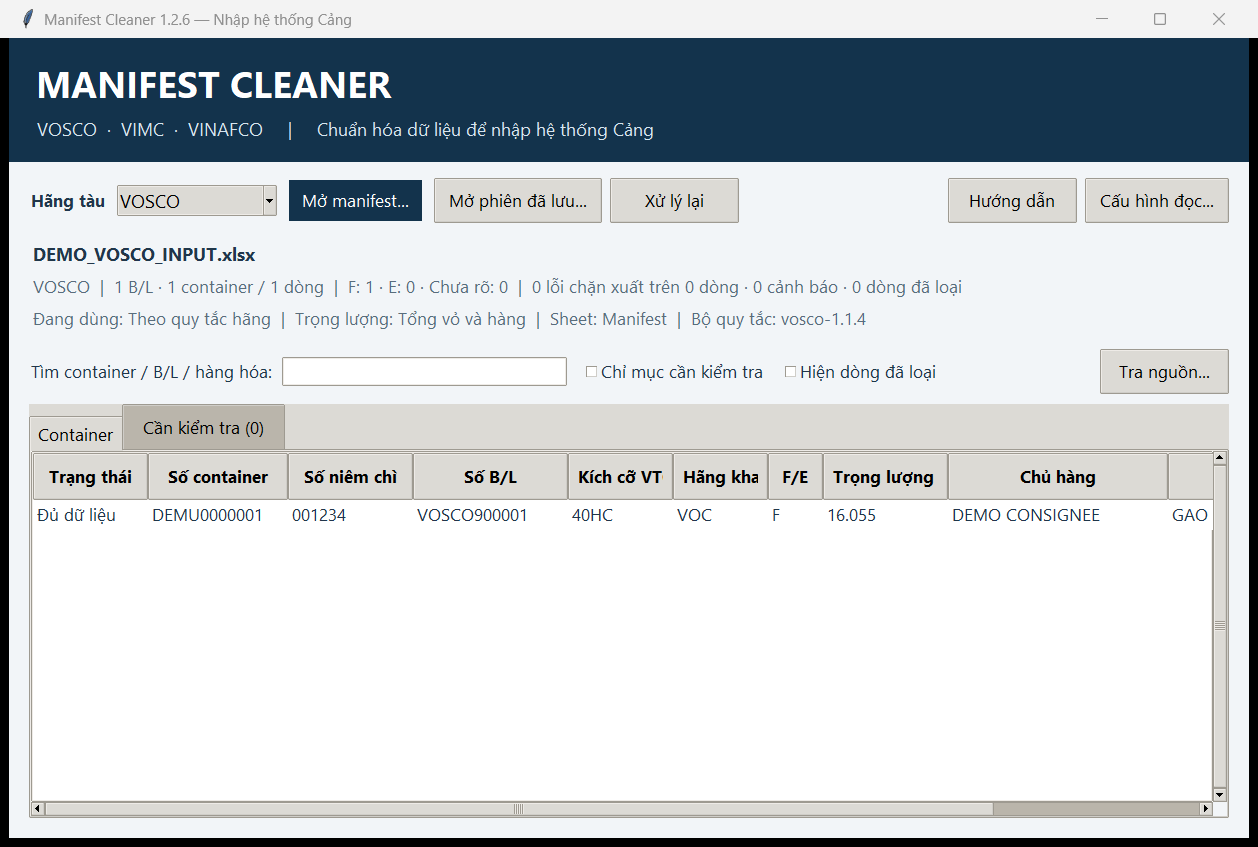 Manifest Cleaner 1.2.6 — Nhập hệ thống Cảng
MANIFEST CLEANER
VOSCO · VIMC · VINAFCO | Chuẩn hóa dữ liệu để nhập hệ thống Cảng
Hãng tàu VOSCO Mở manifest... Mở phiên đã lưu... Xử lý lại Hướng dẫn Cấu hình đọc...
DEMO_VOSCO_INPUT.xlsx
VOSCO | 1 B/L · 1 container / 1 dòng | F: 1 · E: 0 · Chưa rõ: 0 | 0 lỗi chặn xuất trên 0 dòng · 0 cảnh báo · 0 dòng đã loại
Đang dùng: Theo quy tắc hãng | Trọng lượng: Tổng vỏ và hàng | Sheet: Manifest | Bộ quy tắc: vosco-1.1.4
Tìm container / B/L / hàng hóa: Chỉ mục cần kiểm tra Hiện dòng đã loại Tra nguồn...
Container Cần kiểm tra (0)
Trạng thái Số container Số niêm chì Số B/L Kích cỡ VT Hãng kha F/E Trọng lượng Chủ hàng
Đủ dữ liệu DEMU0000001 001234 VOSCO900001 40HC VOC F 16.055 DEMO CONSIGNEE GAO